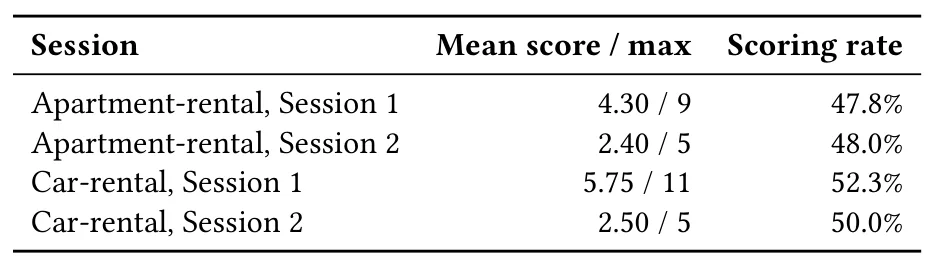 Session Mean score / max Scoring rate
Apartment-rental, Session 1 4.30 / 9 47.8%
Apartment-rental, Session 2 2.40 / 5 48.0%
Car-rental, Session 1 5.75 / 11 52.3%
Car-rental, Session 2 2.50 / 5 50.0%